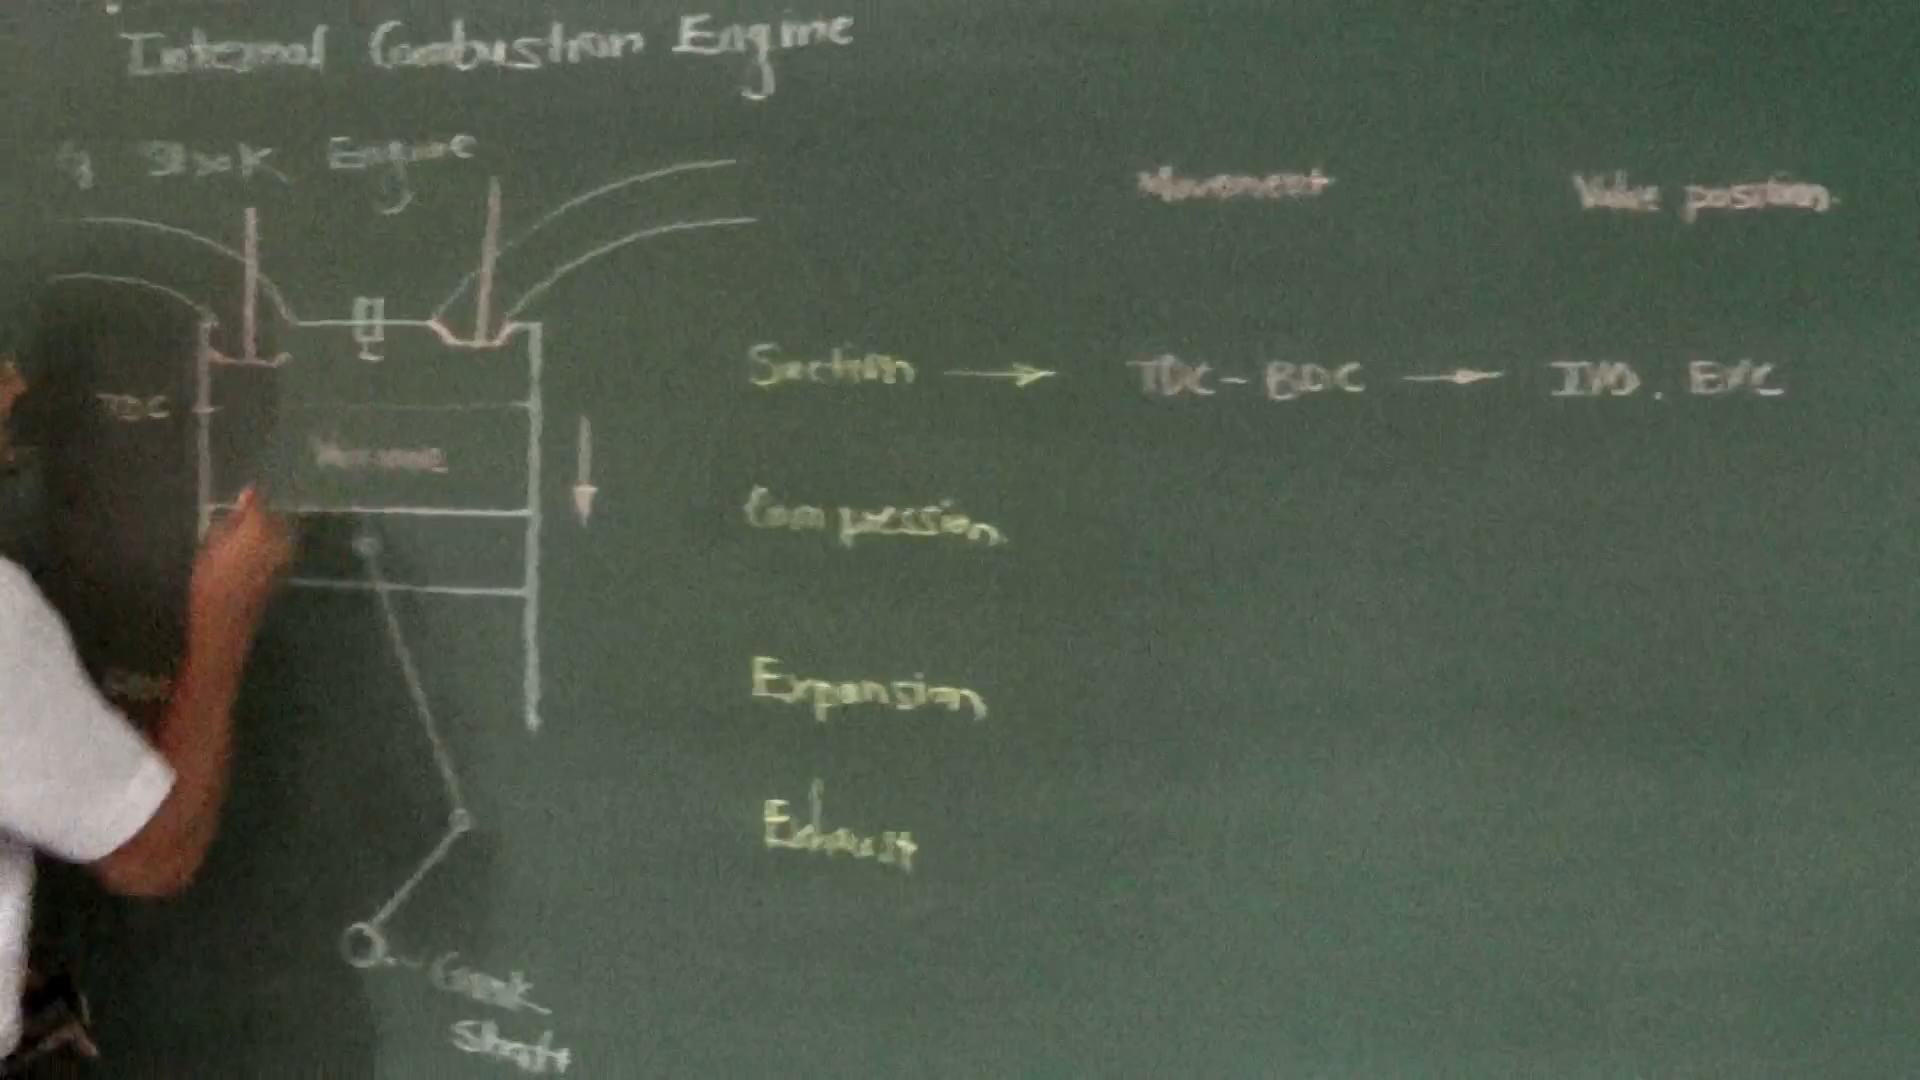 Internal Combustion Engine
4 Stroke Engine
Movement
Valve position
Suction → TDC - BDC → IVO. EVC
TDC
Compression
Expansion
Exhaust
Crank
Shaft